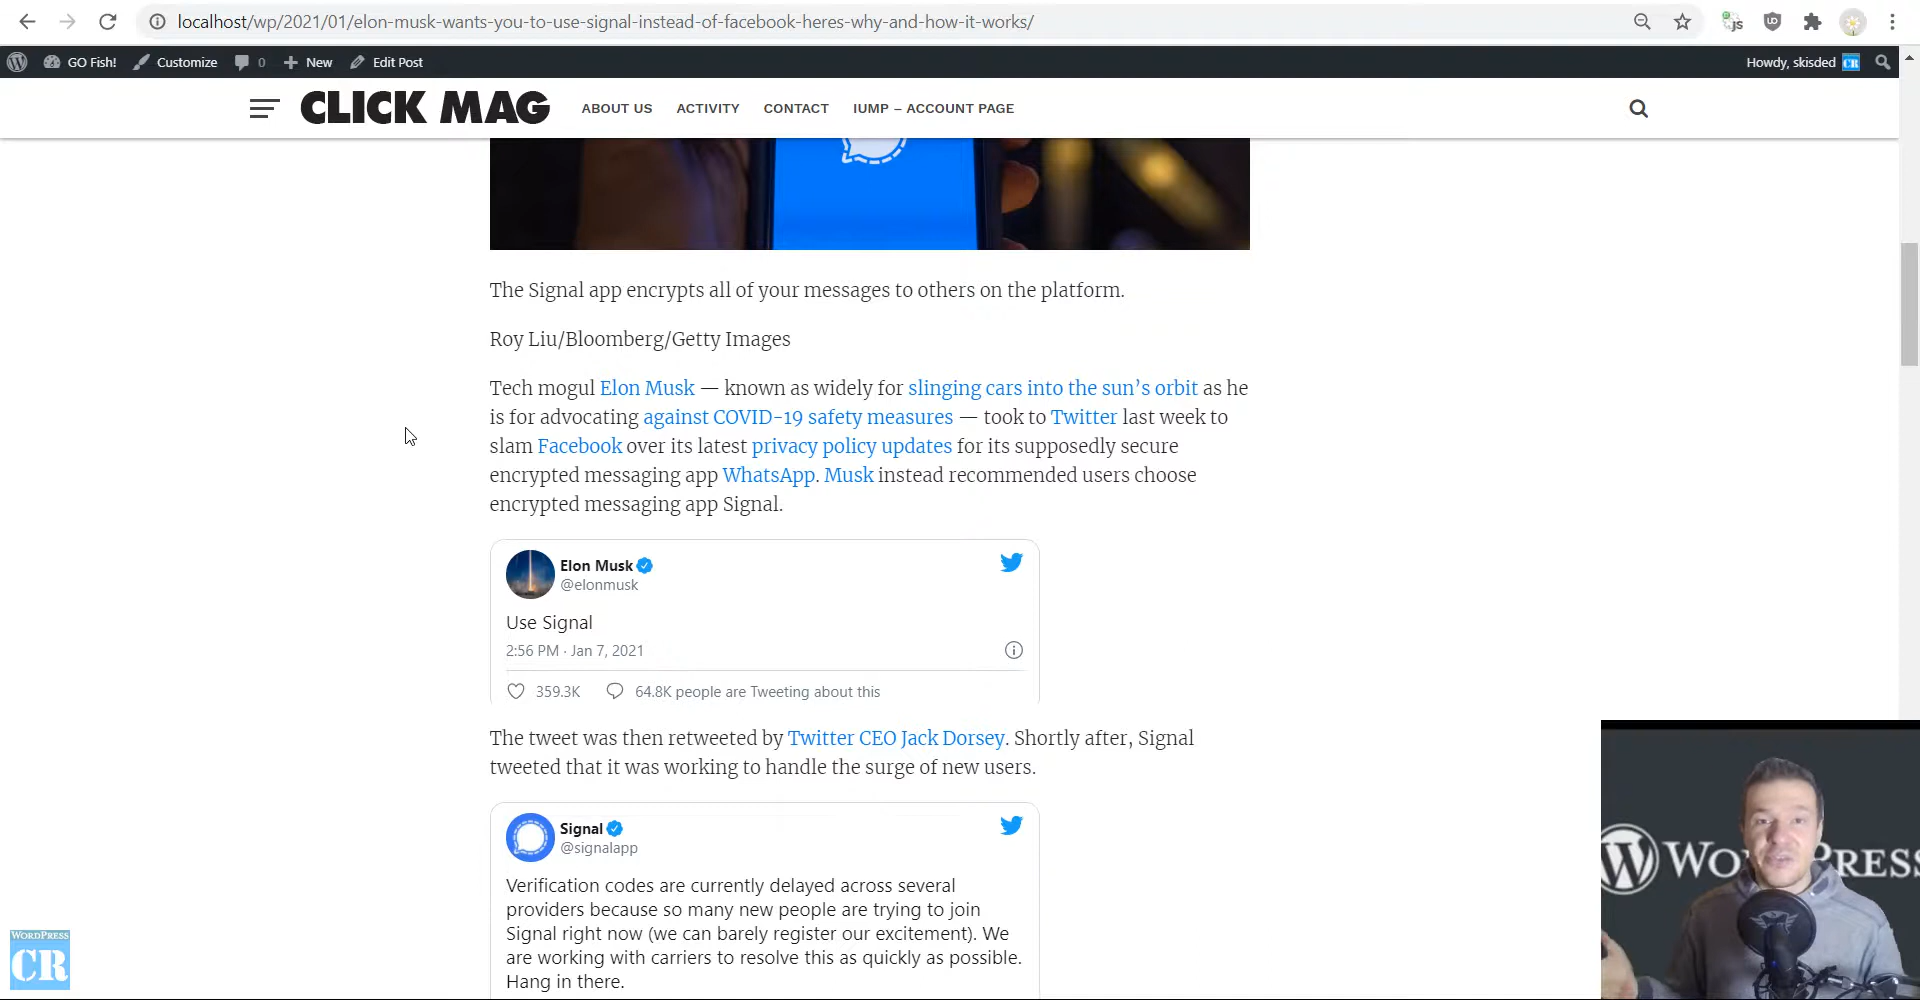 localhost/wp/2021/01/elon-musk-wants-you-to-use-signal-instead-of-facebook-heres-why-and-how-it-works/
GO Fish!
Customize
0
New
Edit Post
Howdy, skisded
CR
CLICK MAG
ABOUT US
ACTIVITY
CONTACT
IUMP – ACCOUNT PAGE
The Signal app encrypts all of your messages to others on the platform.
Roy Liu/Bloomberg/Getty Images
Tech mogul Elon Musk — known as widely for slinging cars into the sun’s orbit as he
is for advocating against COVID-19 safety measures — took to Twitter last week to
slam Facebook over its latest privacy policy updates for its supposedly secure
encrypted messaging app WhatsApp. Musk instead recommended users choose
encrypted messaging app Signal.
Elon Musk
@elonmusk
Use Signal
2:56 PM · Jan 7, 2021
359.3K
64.8K people are Tweeting about this
The tweet was then retweeted by Twitter CEO Jack Dorsey. Shortly after, Signal
tweeted that it was working to handle the surge of new users.
Signal
@signalapp
Verification codes are currently delayed across several
providers because so many new people are trying to join
Signal right now (we can barely register our excitement). We
are working with carriers to resolve this as quickly as possible.
Hang in there.
WORDPRESS
CR